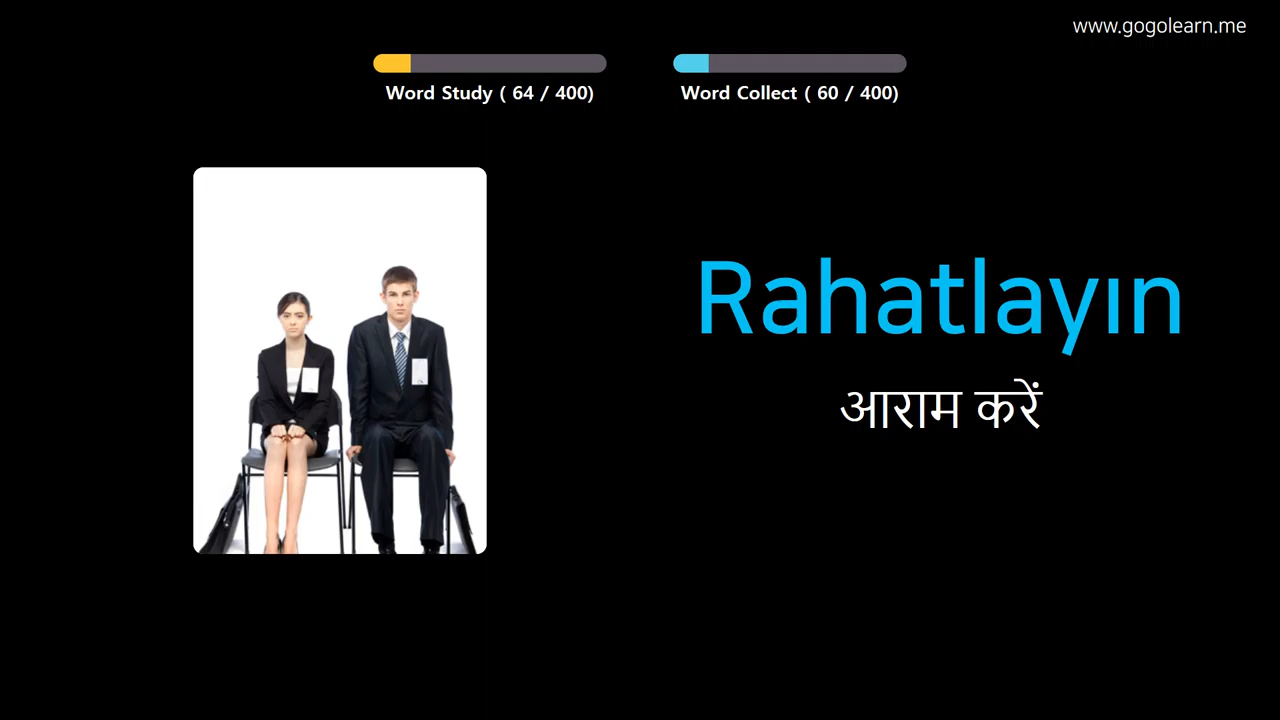 www.gogolearn.me
Word Study ( 64 / 400)
Word Collect ( 60 / 400)
Rahatlayın
आराम करें